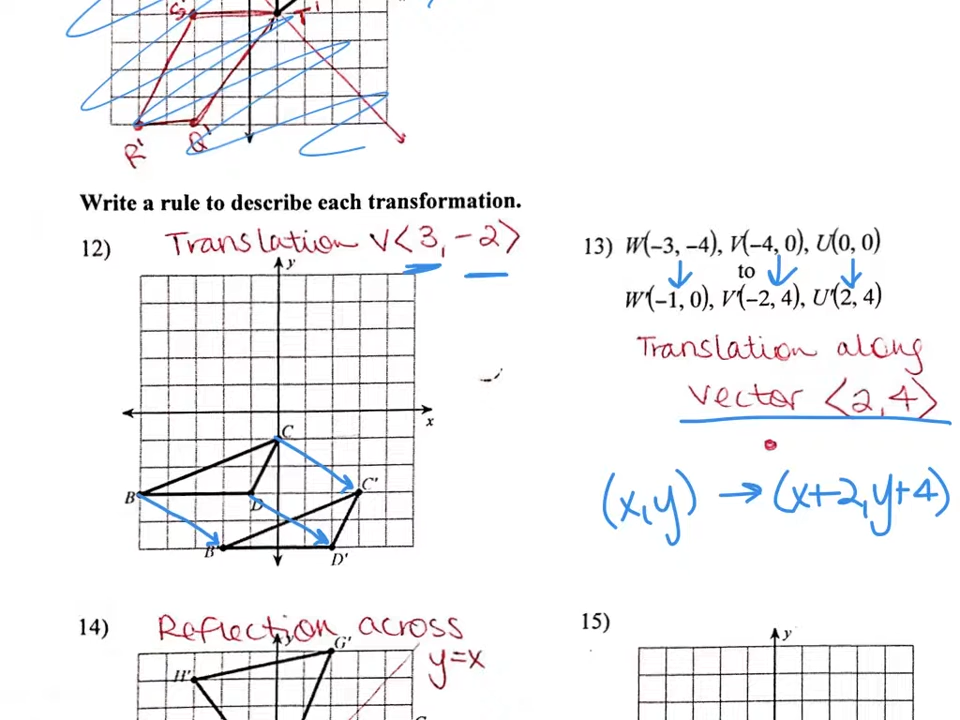 S'
T'
R'
Q'
Write a rule to describe each transformation.
12)
Translation V<3, -2>
y
x
C
B
D
C'
B'
D'
13) W(−3, −4), V(−4, 0), U(0, 0)
to
W'(−1, 0), V'(−2, 4), U'(2, 4)
Translation along
vector <2,4>
(x,y) → (x+2,y+4)
14)
Reflection across
y=x
y
G'
H'
15)
y